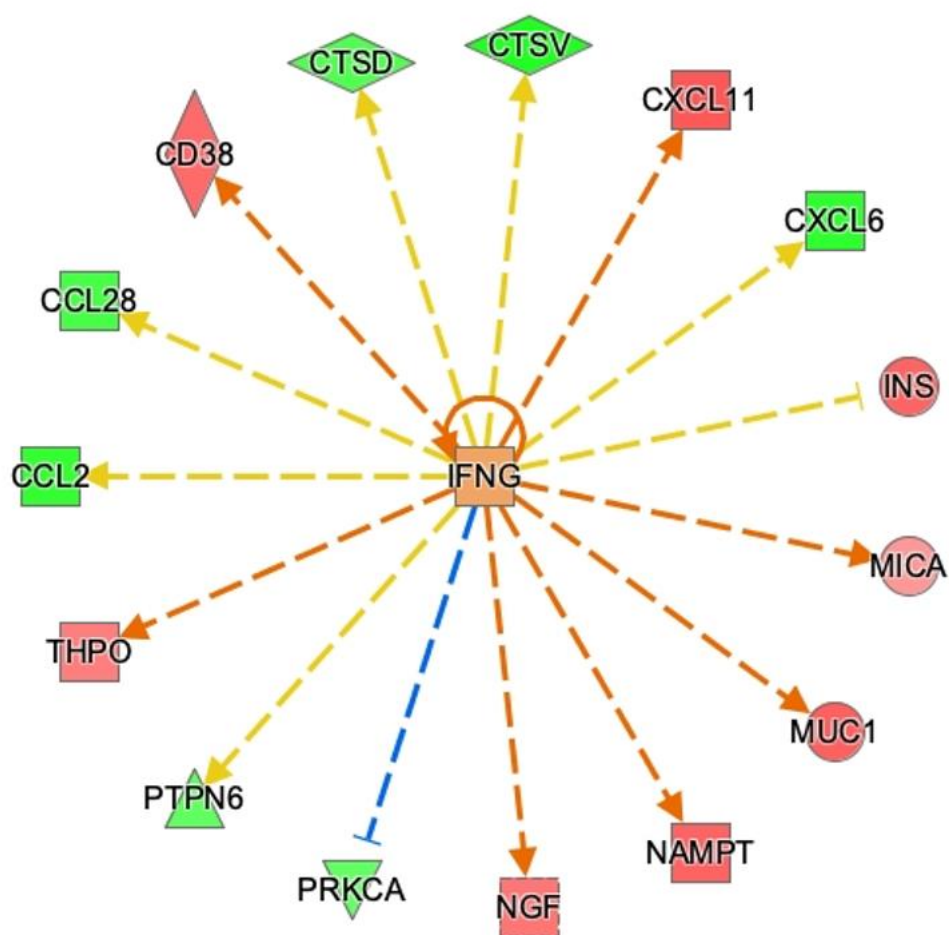 CTSV
CTSD
CXCL11
CD38
CXCL6
CCL28
INS
CCL2
IFNG
MICA
THPO
MUC1
PTPN6
NAMPT
PRKCA
NGF